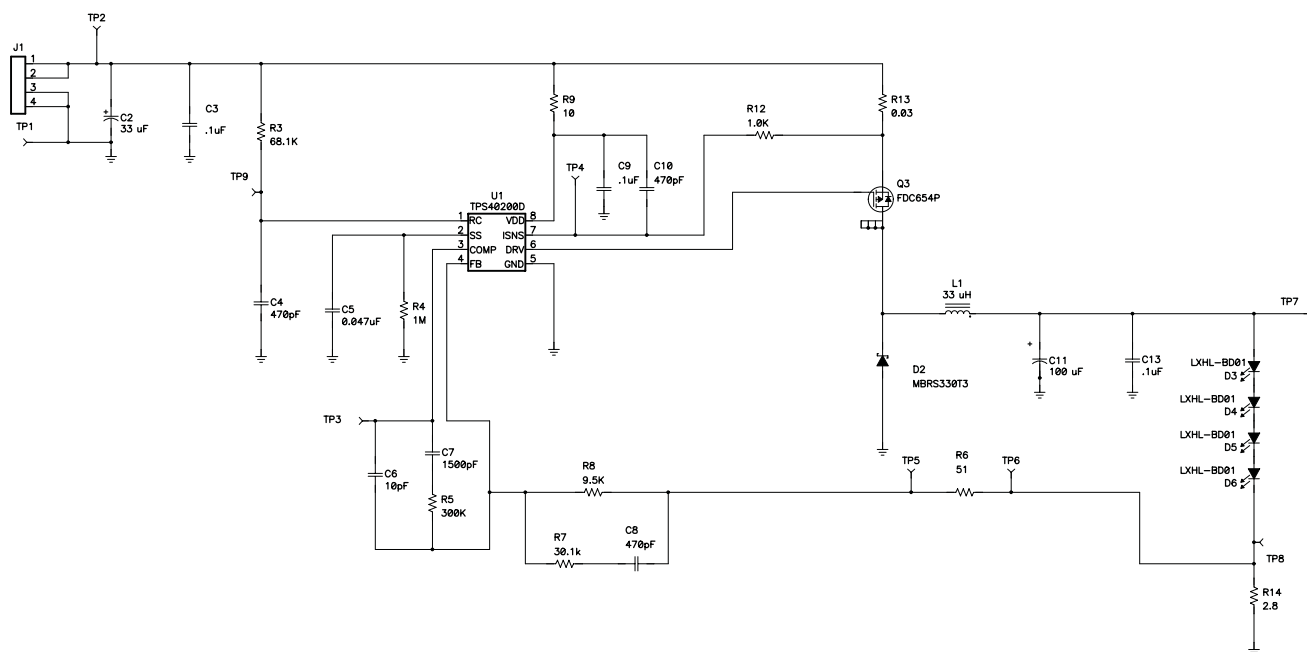 TP2
J1
1
2
3
4
TP1
C2
33 uF
C3
.1uF
R3
68.1K
R9
10
R12
1.0K
R13
0.03
TP9
TP4
C9
.1uF
C10
470pF
Q3
FDC654P
U1
TPS40200D
1 RC VDD 8
2 SS ISNS 7
3 COMP DRV 6
4 FB GND 5
C4
470pF
C5
0.047uF
R4
1M
L1
33 uH
TP7
D2
MBRS330T3
C11
100 uF
C13
.1uF
LXHL-BD01
D3
LXHL-BD01
D4
LXHL-BD01
D5
LXHL-BD01
D6
TP3
C7
1500pF
C6
10pF
R5
300K
R8
9.5K
TP5
R6
51
TP6
R7
30.1k
C8
470pF
TP8
R14
2.8